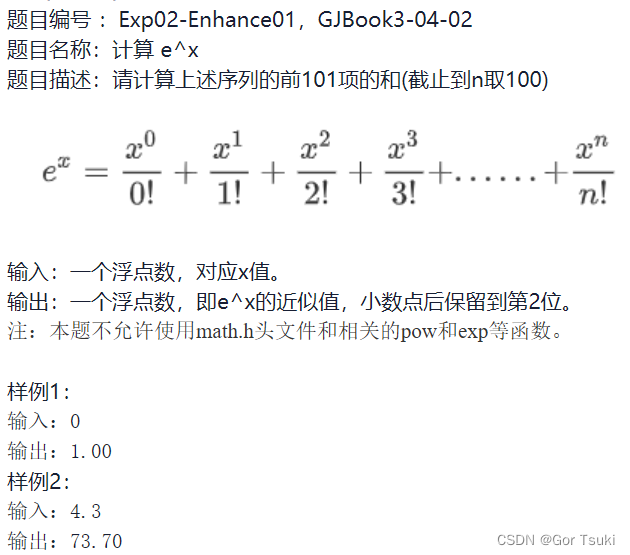 题目编号 ：Exp02-Enhance01，GJBook3-04-02
题目名称：计算 e^x
题目描述：请计算上述序列的前101项的和(截止到n取100)
e^x = x^0/0! + x^1/1! + x^2/2! + x^3/3! +……+ x^n/n!
输入：一个浮点数，对应x值。
输出：一个浮点数，即e^x的近似值，小数点后保留到第2位。
注：本题不允许使用math.h头文件和相关的pow和exp等函数。
样例1：
输入：0
输出：1.00
样例2：
输入：4.3
输出：73.70
CSDN @Gor Tsuki